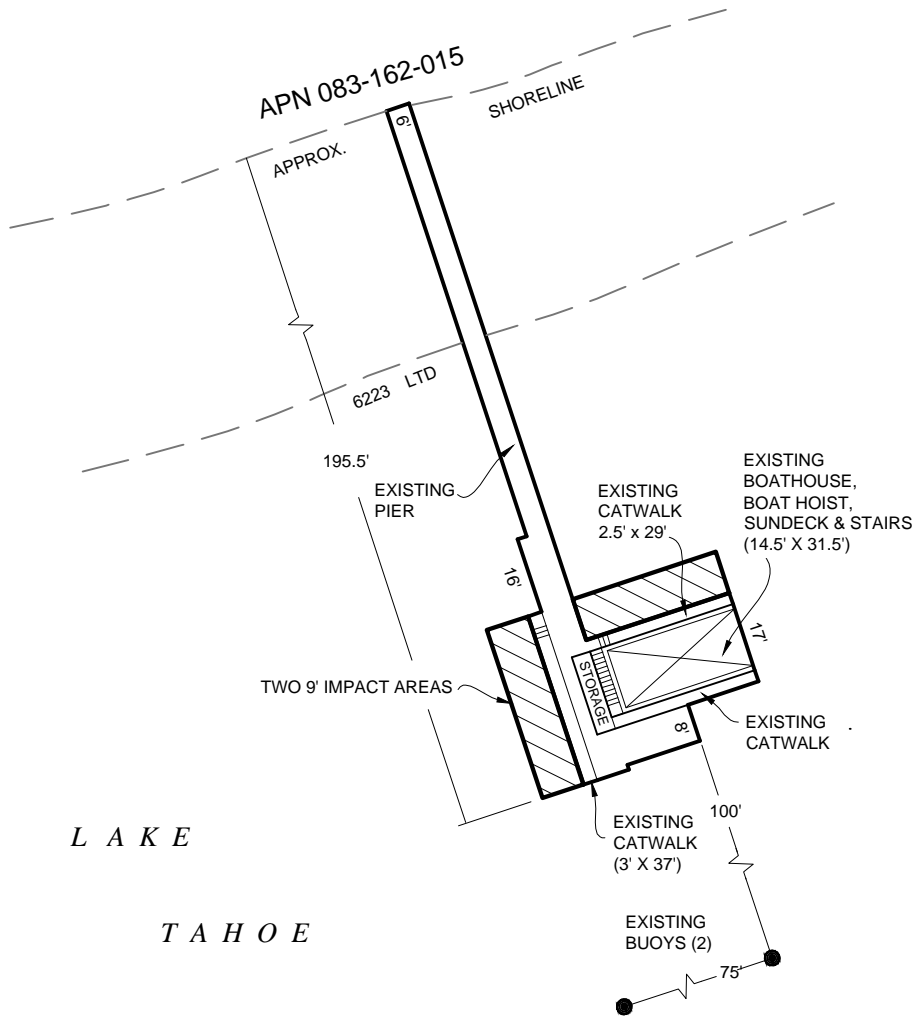 APN 083-162-015
SHORELINE
6'
APPROX.
6223 LTD
195.5'
EXISTING
PIER
EXISTING
CATWALK
2.5' x 29'
EXISTING
BOATHOUSE,
BOAT HOIST,
SUNDECK & STAIRS
(14.5' X 31.5')
16'
17'
STORAGE
TWO 9' IMPACT AREAS
8'
EXISTING
CATWALK
.
100'
EXISTING
CATWALK
(3' X 37')
LAKE
TAHOE
EXISTING
BUOYS (2)
75'